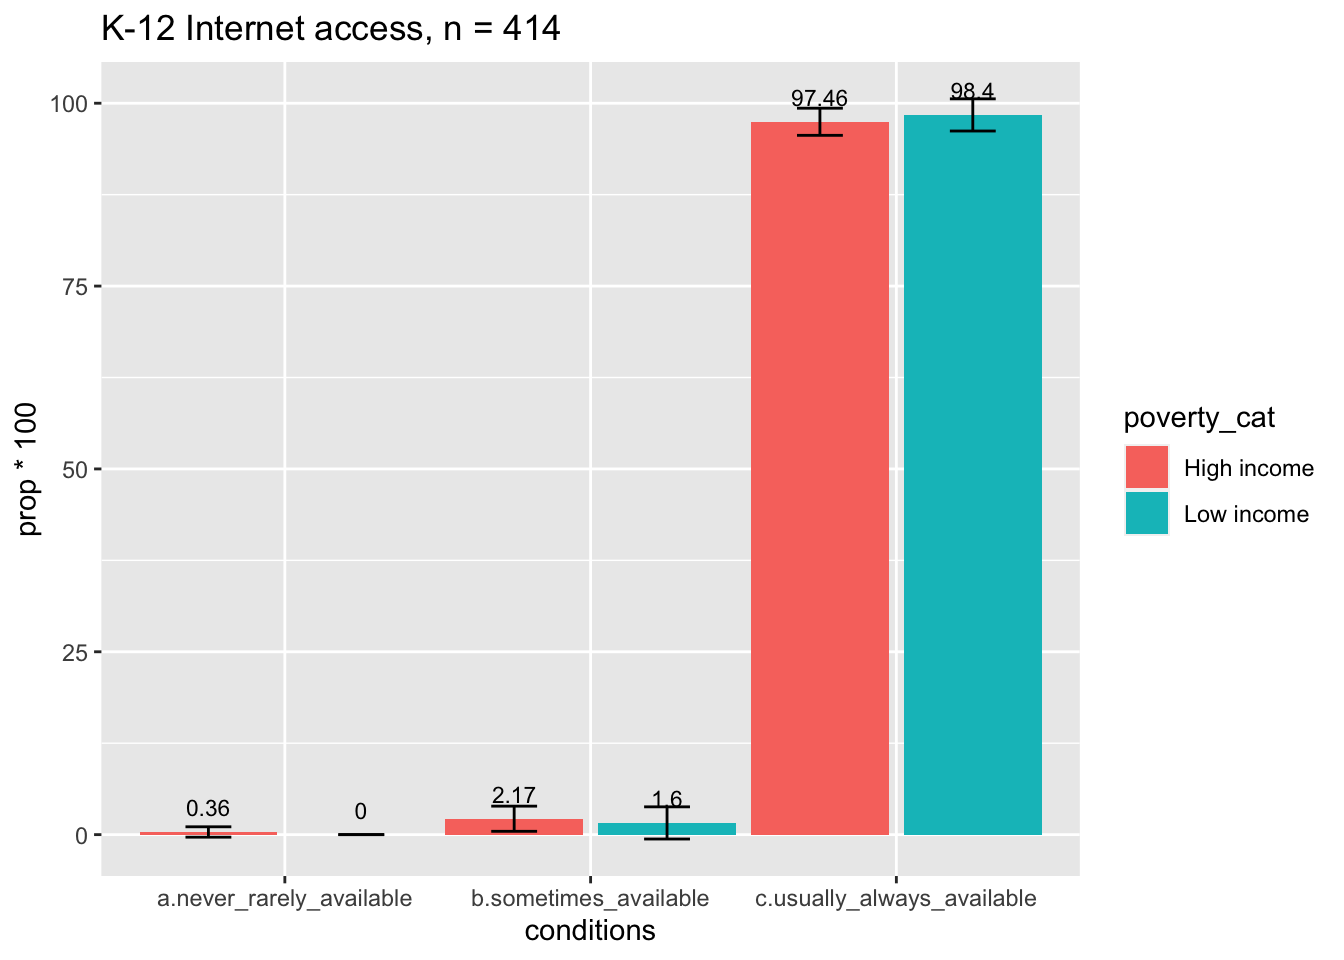 K-12 Internet access, n = 414
100
75
50
25
0
prop * 100
97.46
98.4
0.36
0
2.17
1.6
a.never_rarely_available
b.sometimes_available
c.usually_always_available
conditions
poverty_cat
High income
Low income